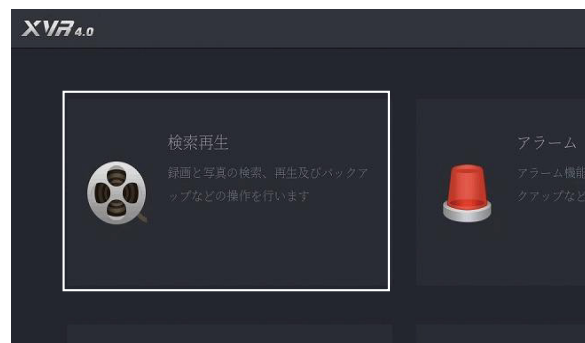 XVR 4.0
検索再生
録画と写真の検索、再生及びバックア
ップなどの操作を行います
アラーム
アラーム機能
クアップなど